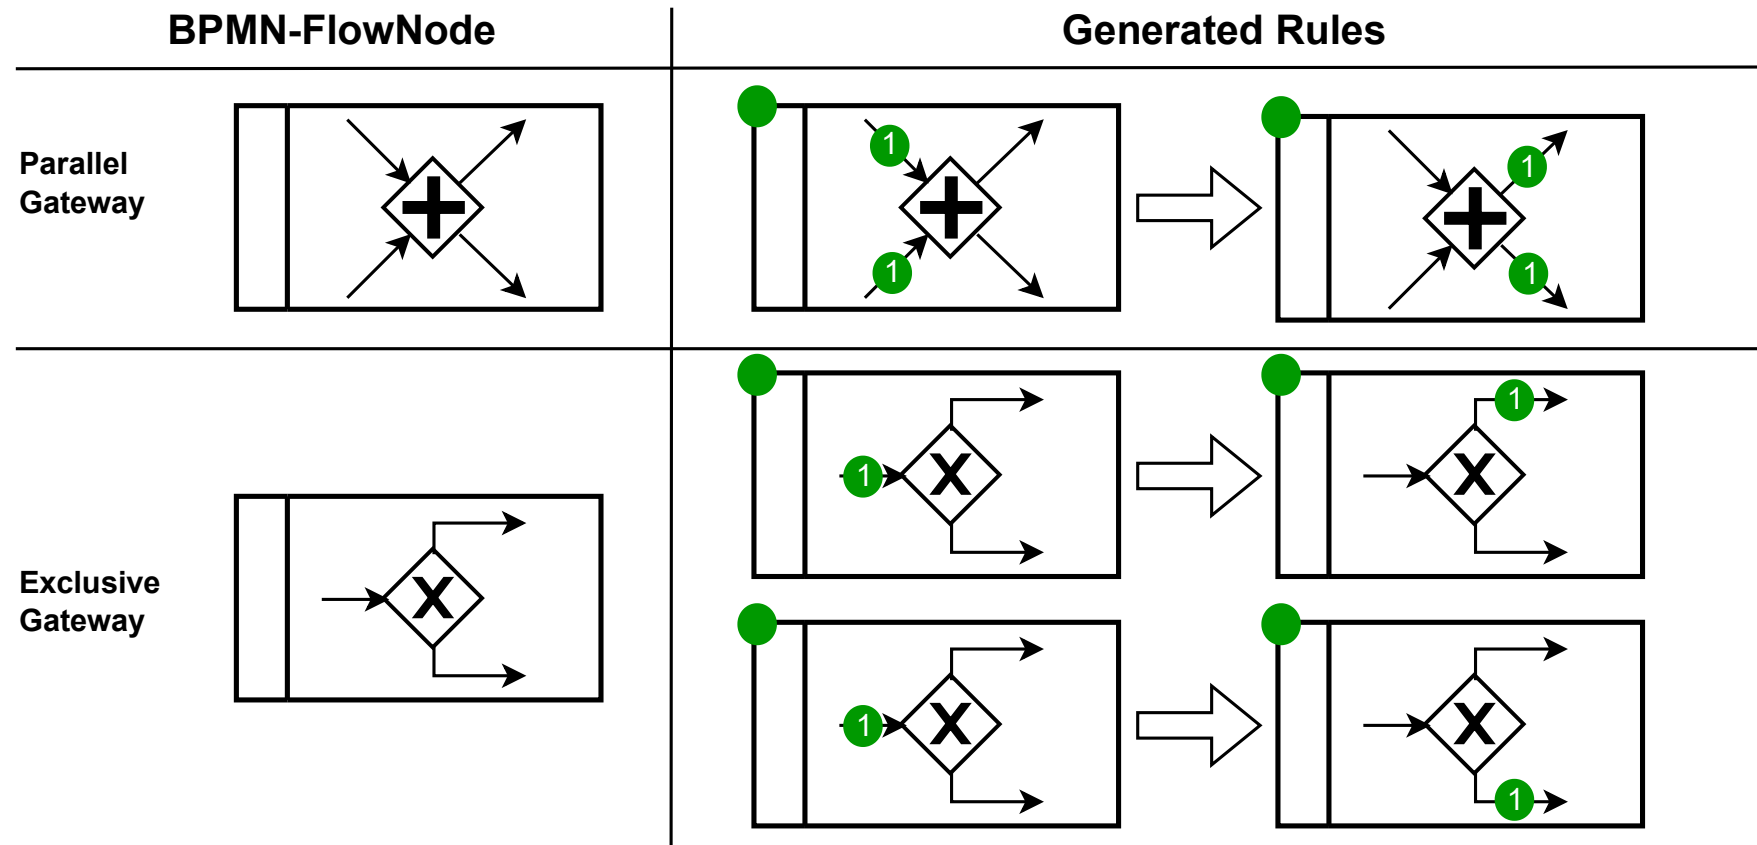 BPMN-FlowNode
Generated Rules
Parallel
Gateway
1
1
1
1
Exclusive
Gateway
X
1
X
1
X
1
X
1
X